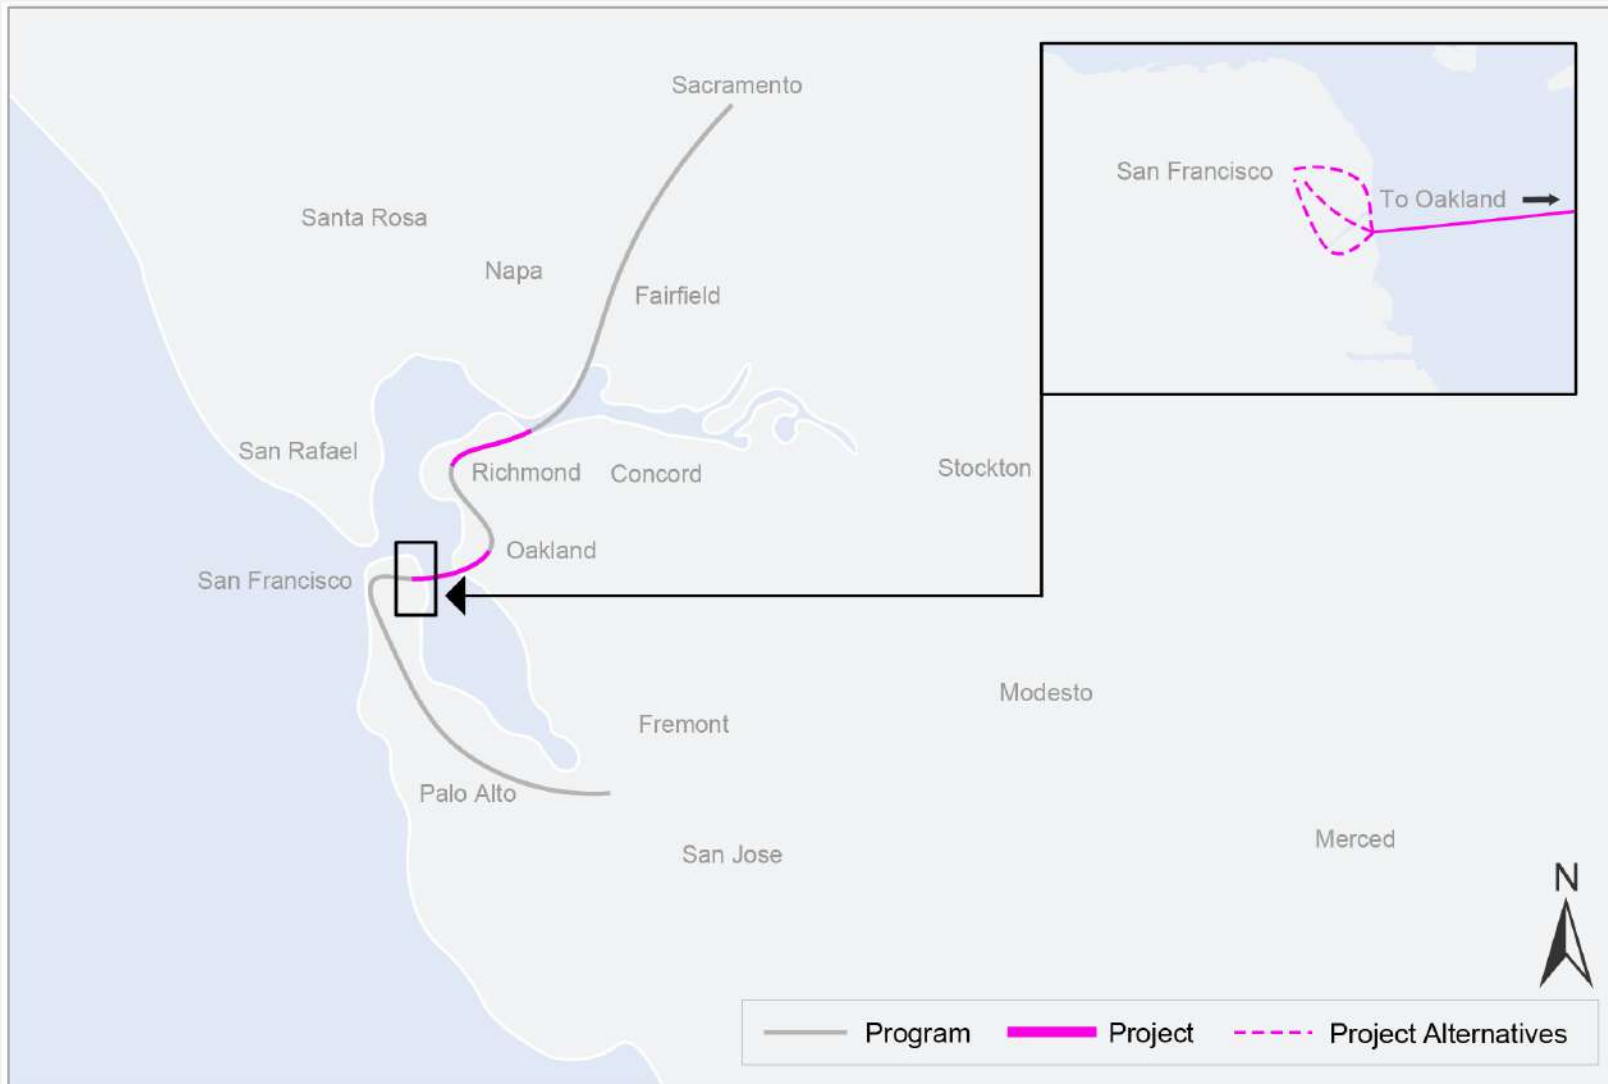 Sacramento
San Francisco
To Oakland
Santa Rosa
Napa
Fairfield
San Rafael
Richmond
Concord
Stockton
Oakland
San Francisco
Modesto
Fremont
Palo Alto
San Jose
Merced
N
Program
Project
Project Alternatives